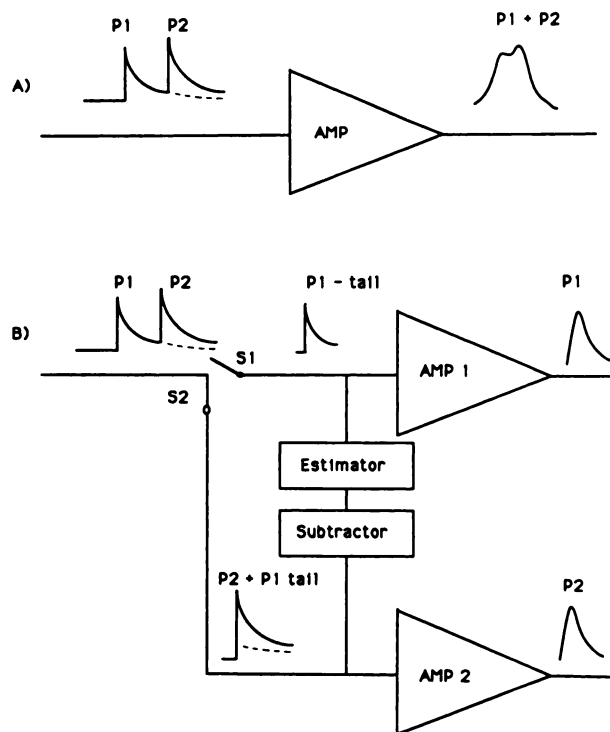 P1 P2
P1 + P2
A)
AMP
P1 P2
P1 - tail
P1
B)
S1
AMP 1
S2
Estimator
Subtractor
P2 + P1 tail
P2
AMP 2